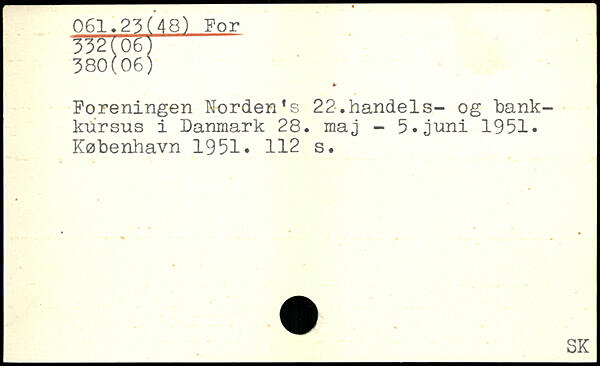 061.23(48) For
332(06)
380(06)
Foreningen Norden's 22.handels- og bank-
kursus i Danmark 28. maj - 5.juni 1951.
København 1951. 112 s.
SK